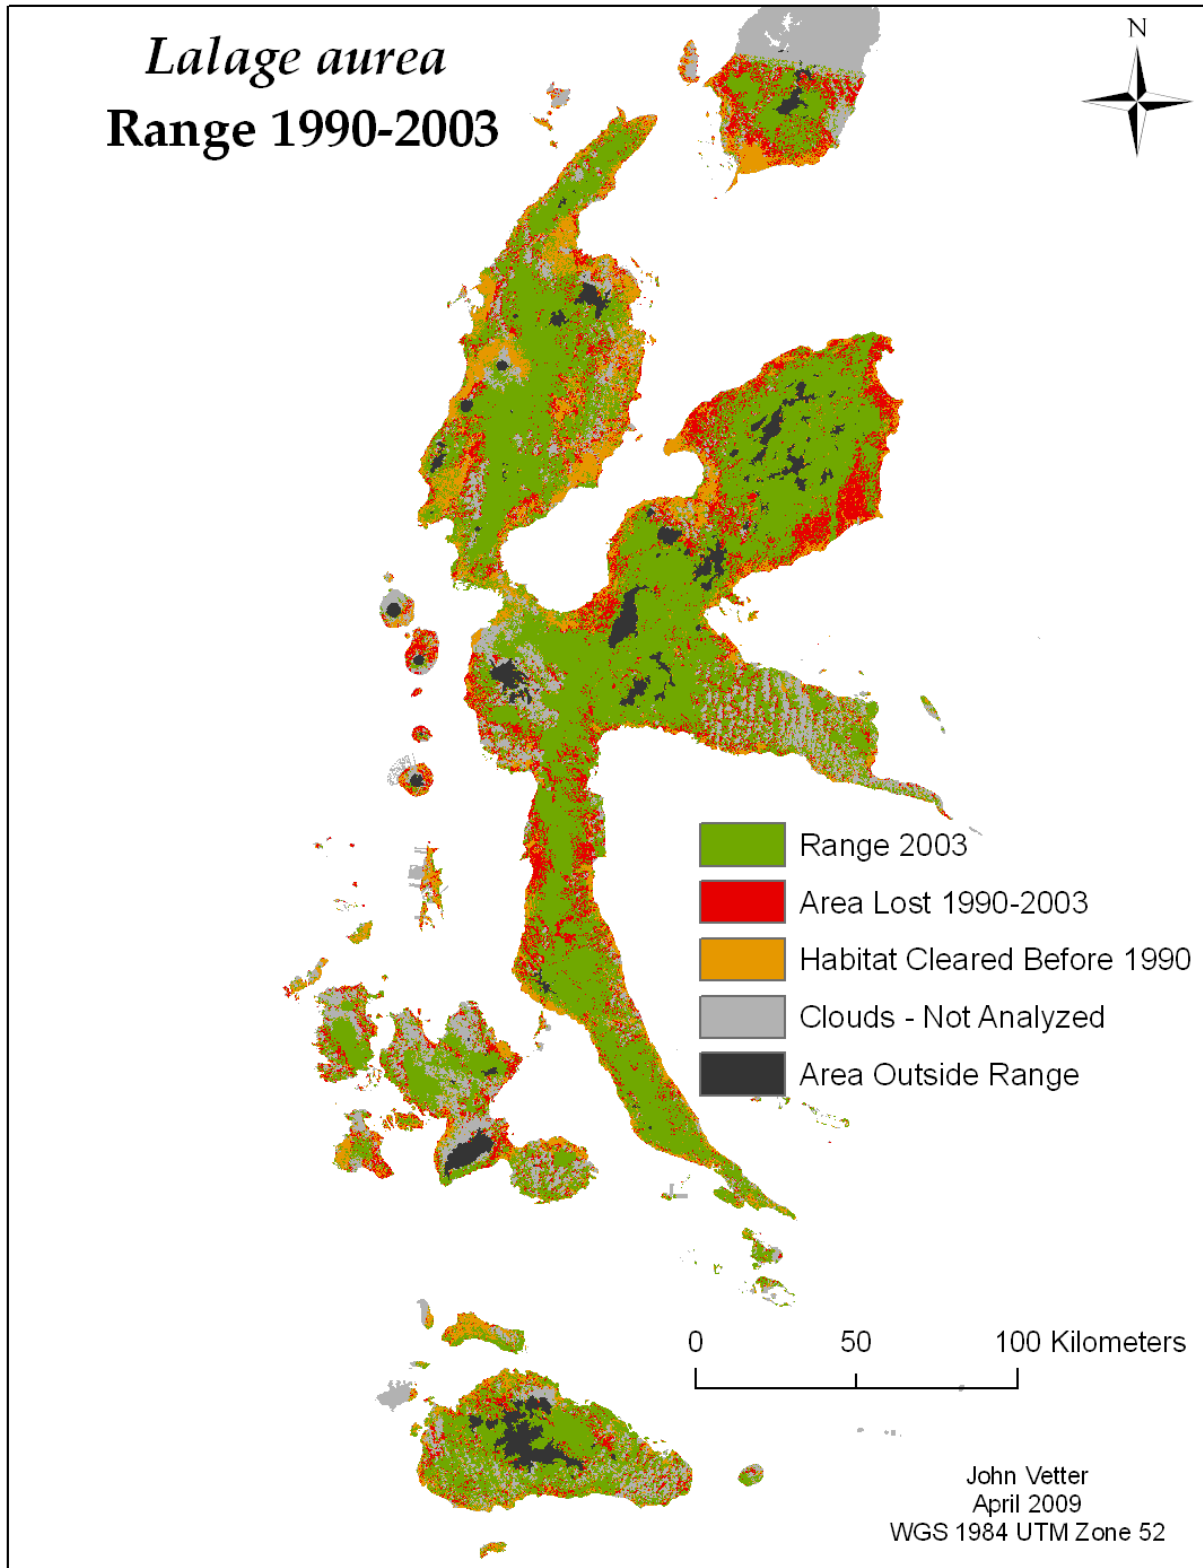 Lalage aurea
Range 1990-2003
N
Range 2003
Area Lost 1990-2003
Habitat Cleared Before 1990
Clouds - Not Analyzed
Area Outside Range
0 50 100 Kilometers
John Vetter
April 2009
WGS 1984 UTM Zone 52